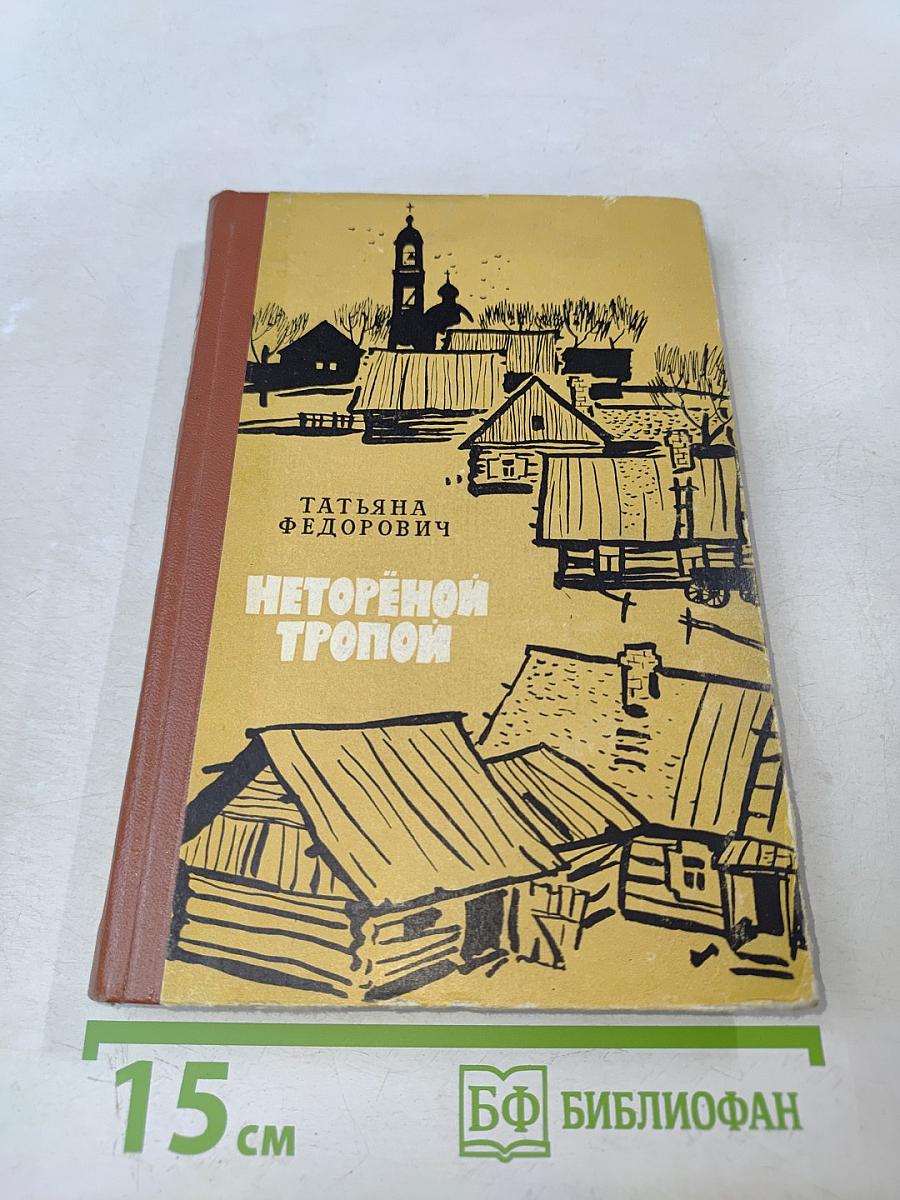 ТАТЬЯНА
ФЕДОРОВИЧ
НЕТОРЁНОЙ
ТРОПОЙ
15 см
БФ БИБЛИОФАН